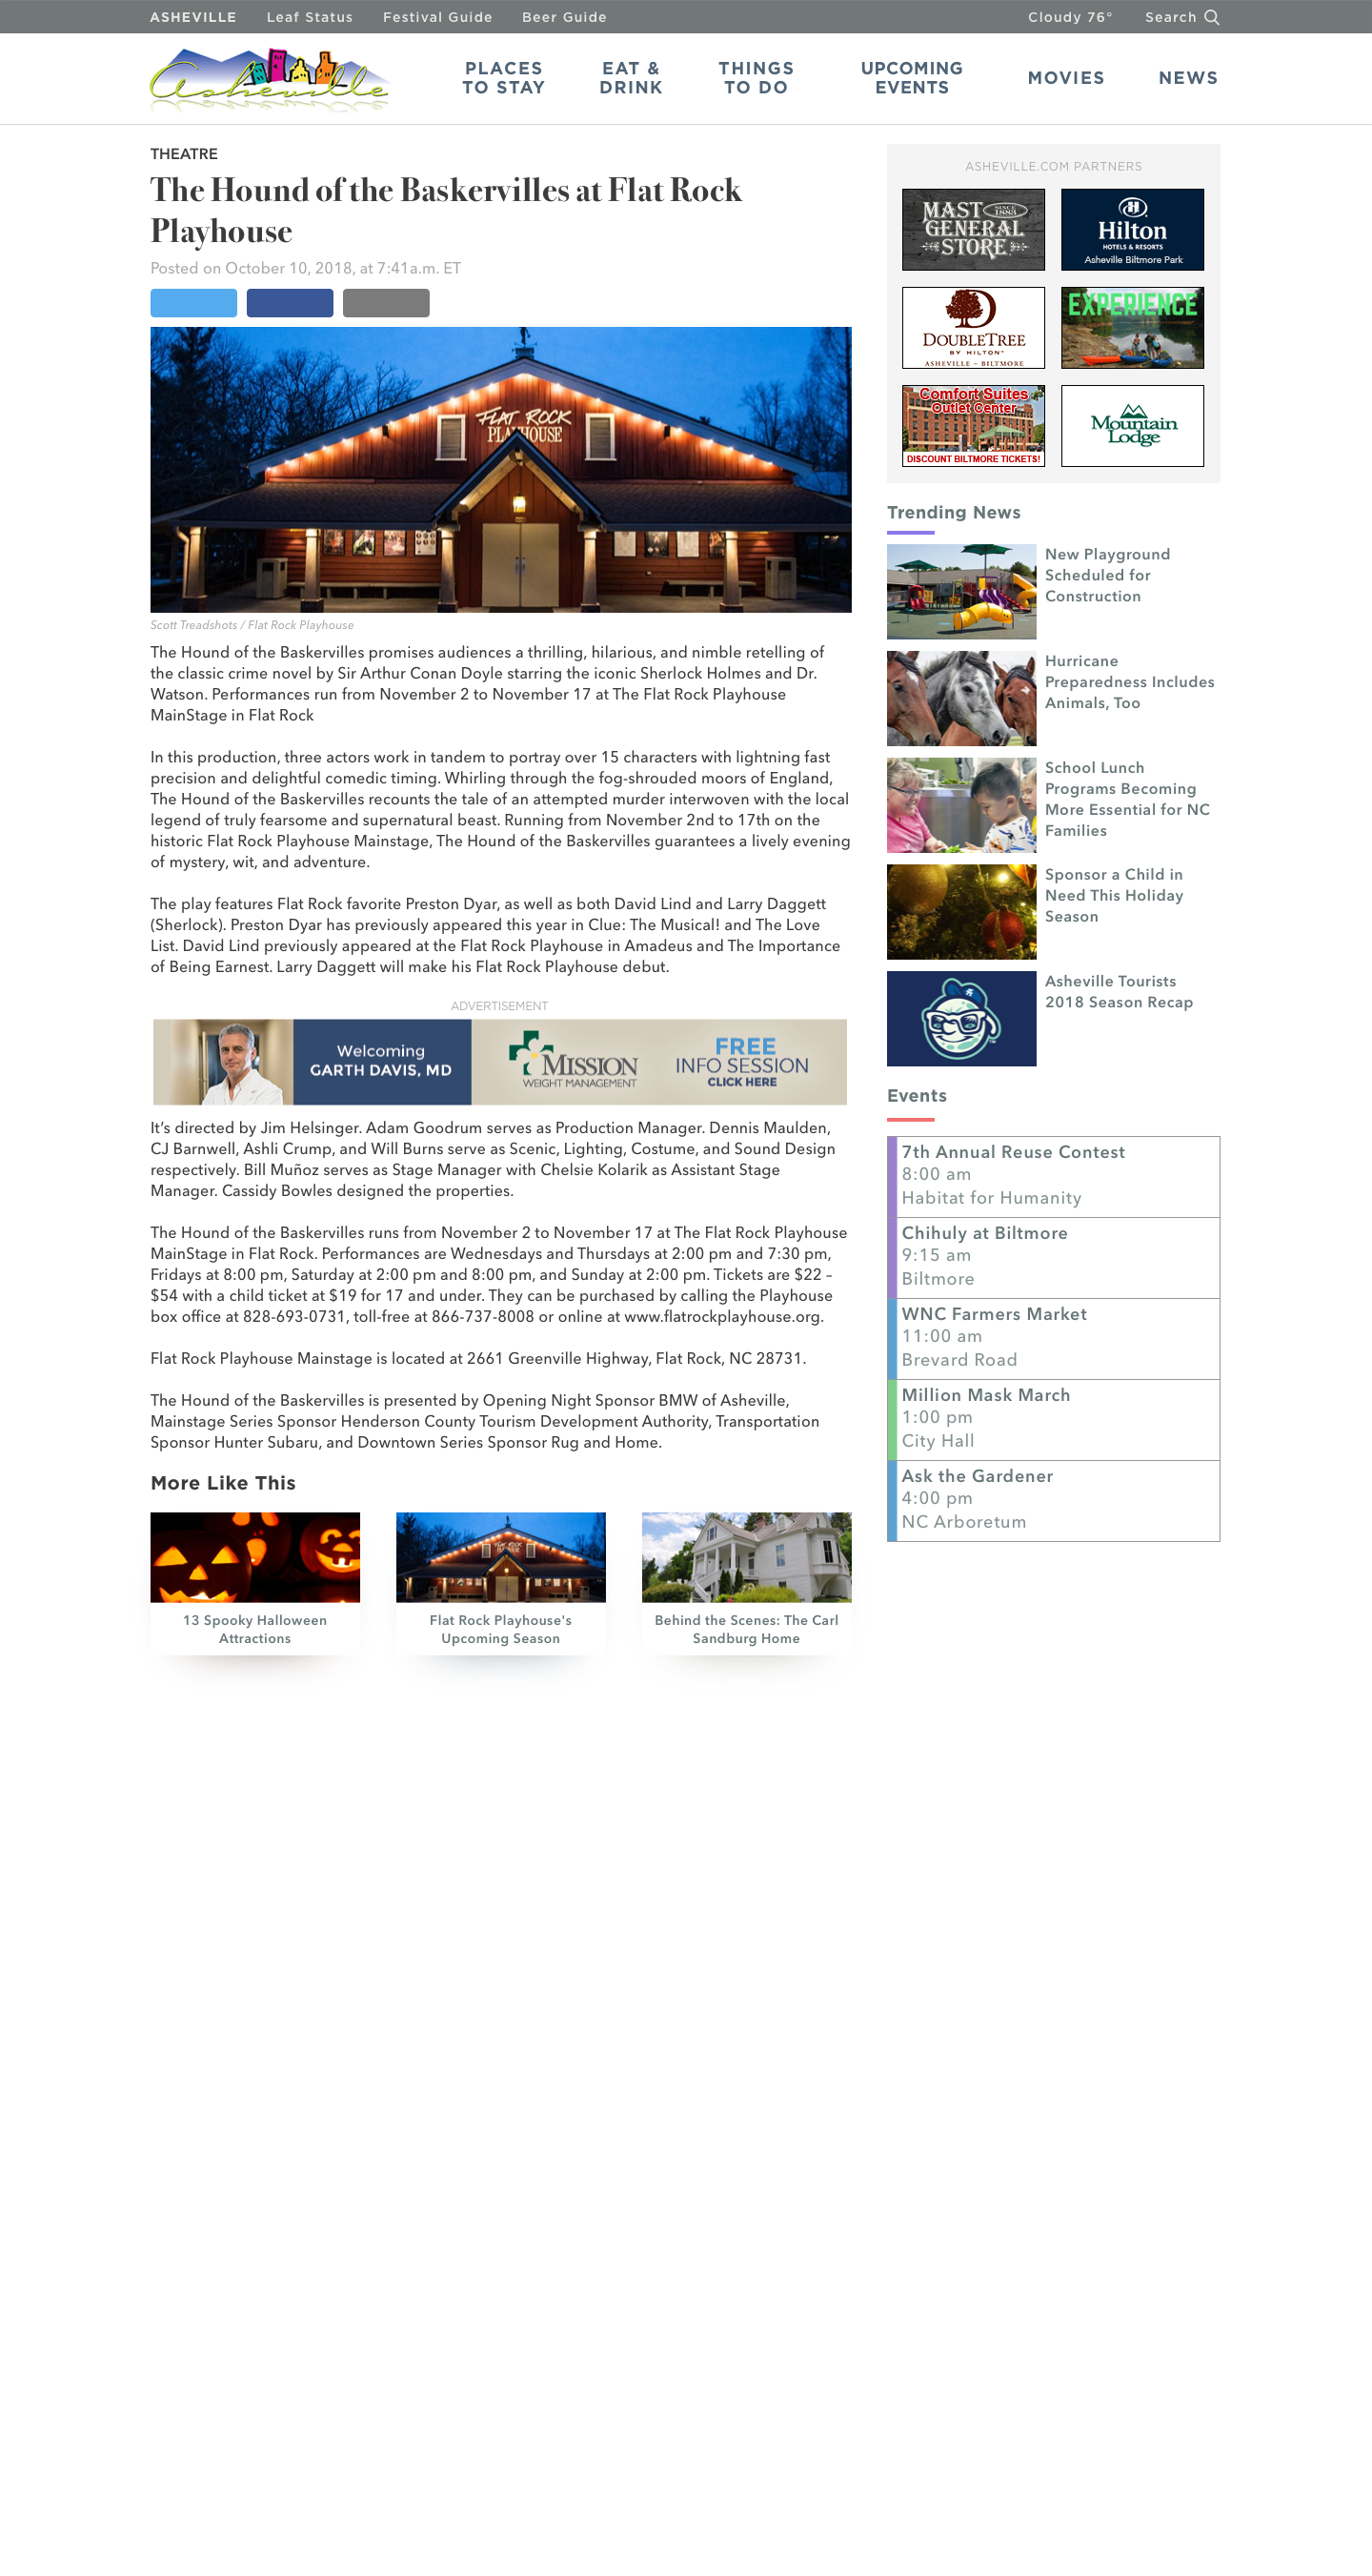 ASHEVILLE Leaf Status Festival Guide Beer Guide Cloudy 76° Search
Asheville
PLACES
TO STAY
EAT &
DRINK
THINGS
TO DO
UPCOMING
EVENTS
MOVIES
NEWS
THEATRE
The Hound of the Baskervilles at Flat Rock
Playhouse
Posted on October 10, 2018, at 7:41a.m. ET
FLAT ROCK
PLAYHOUSE
Scott Treadshots / Flat Rock Playhouse
The Hound of the Baskervilles promises audiences a thrilling, hilarious, and nimble retelling of
the classic crime novel by Sir Arthur Conan Doyle starring the iconic Sherlock Holmes and Dr.
Watson. Performances run from November 2 to November 17 at The Flat Rock Playhouse
MainStage in Flat Rock
In this production, three actors work in tandem to portray over 15 characters with lightning fast
precision and delightful comedic timing. Whirling through the fog-shrouded moors of England,
The Hound of the Baskervilles recounts the tale of an attempted murder interwoven with the local
legend of truly fearsome and supernatural beast. Running from November 2nd to 17th on the
historic Flat Rock Playhouse Mainstage, The Hound of the Baskervilles guarantees a lively evening
of mystery, wit, and adventure.
The play features Flat Rock favorite Preston Dyar, as well as both David Lind and Larry Daggett
(Sherlock). Preston Dyar has previously appeared this year in Clue: The Musical! and The Love
List. David Lind previously appeared at the Flat Rock Playhouse in Amadeus and The Importance
of Being Earnest. Larry Daggett will make his Flat Rock Playhouse debut.
ADVERTISEMENT
Welcoming
GARTH DAVIS, MD
MISSION
WEIGHT MANAGEMENT
FREE
INFO SESSION
CLICK HERE
It’s directed by Jim Helsinger. Adam Goodrum serves as Production Manager. Dennis Maulden,
CJ Barnwell, Ashli Crump, and Will Burns serve as Scenic, Lighting, Costume, and Sound Design
respectively. Bill Muñoz serves as Stage Manager with Chelsie Kolarik as Assistant Stage
Manager. Cassidy Bowles designed the properties.
The Hound of the Baskervilles runs from November 2 to November 17 at The Flat Rock Playhouse
MainStage in Flat Rock. Performances are Wednesdays and Thursdays at 2:00 pm and 7:30 pm,
Fridays at 8:00 pm, Saturday at 2:00 pm and 8:00 pm, and Sunday at 2:00 pm. Tickets are $22 –
$54 with a child ticket at $19 for 17 and under. They can be purchased by calling the Playhouse
box office at 828-693-0731, toll-free at 866-737-8008 or online at www.flatrockplayhouse.org.
Flat Rock Playhouse Mainstage is located at 2661 Greenville Highway, Flat Rock, NC 28731.
The Hound of the Baskervilles is presented by Opening Night Sponsor BMW of Asheville,
Mainstage Series Sponsor Henderson County Tourism Development Authority, Transportation
Sponsor Hunter Subaru, and Downtown Series Sponsor Rug and Home.
More Like This
13 Spooky Halloween
Attractions
FLAT ROCK
PLAYHOUSE
Flat Rock Playhouse's
Upcoming Season
Behind the Scenes: The Carl
Sandburg Home
ASHEVILLE.COM PARTNERS
MAST SINCE 1883
GENERAL
STORE
Hilton
HOTELS & RESORTS
Asheville Biltmore Park
DOUBLETREE
BY HILTON
ASHEVILLE – BILTMORE
EXPERIENCE
Comfort Suites
Outlet Center
DISCOUNT BILTMORE TICKETS!
Mountain
Lodge
Trending News
New Playground
Scheduled for
Construction
Hurricane
Preparedness Includes
Animals, Too
School Lunch
Programs Becoming
More Essential for NC
Families
Sponsor a Child in
Need This Holiday
Season
Asheville Tourists
2018 Season Recap
Events
7th Annual Reuse Contest
8:00 am
Habitat for Humanity
Chihuly at Biltmore
9:15 am
Biltmore
WNC Farmers Market
11:00 am
Brevard Road
Million Mask March
1:00 pm
City Hall
Ask the Gardener
4:00 pm
NC Arboretum